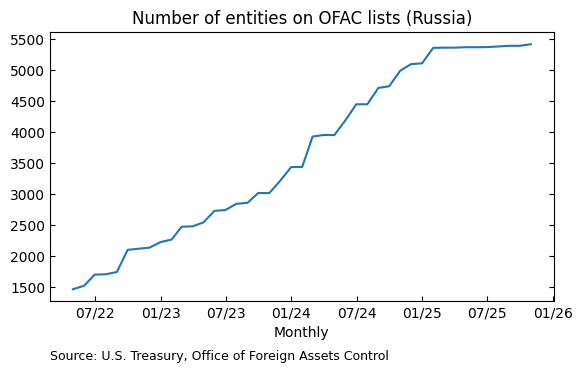 Number of entities on OFAC lists (Russia)
5500
5000
4500
4000
3500
3000
2500
2000
1500
07/22 01/23 07/23 01/24 07/24 01/25 07/25 01/26
Monthly
Source: U.S. Treasury, Office of Foreign Assets Control